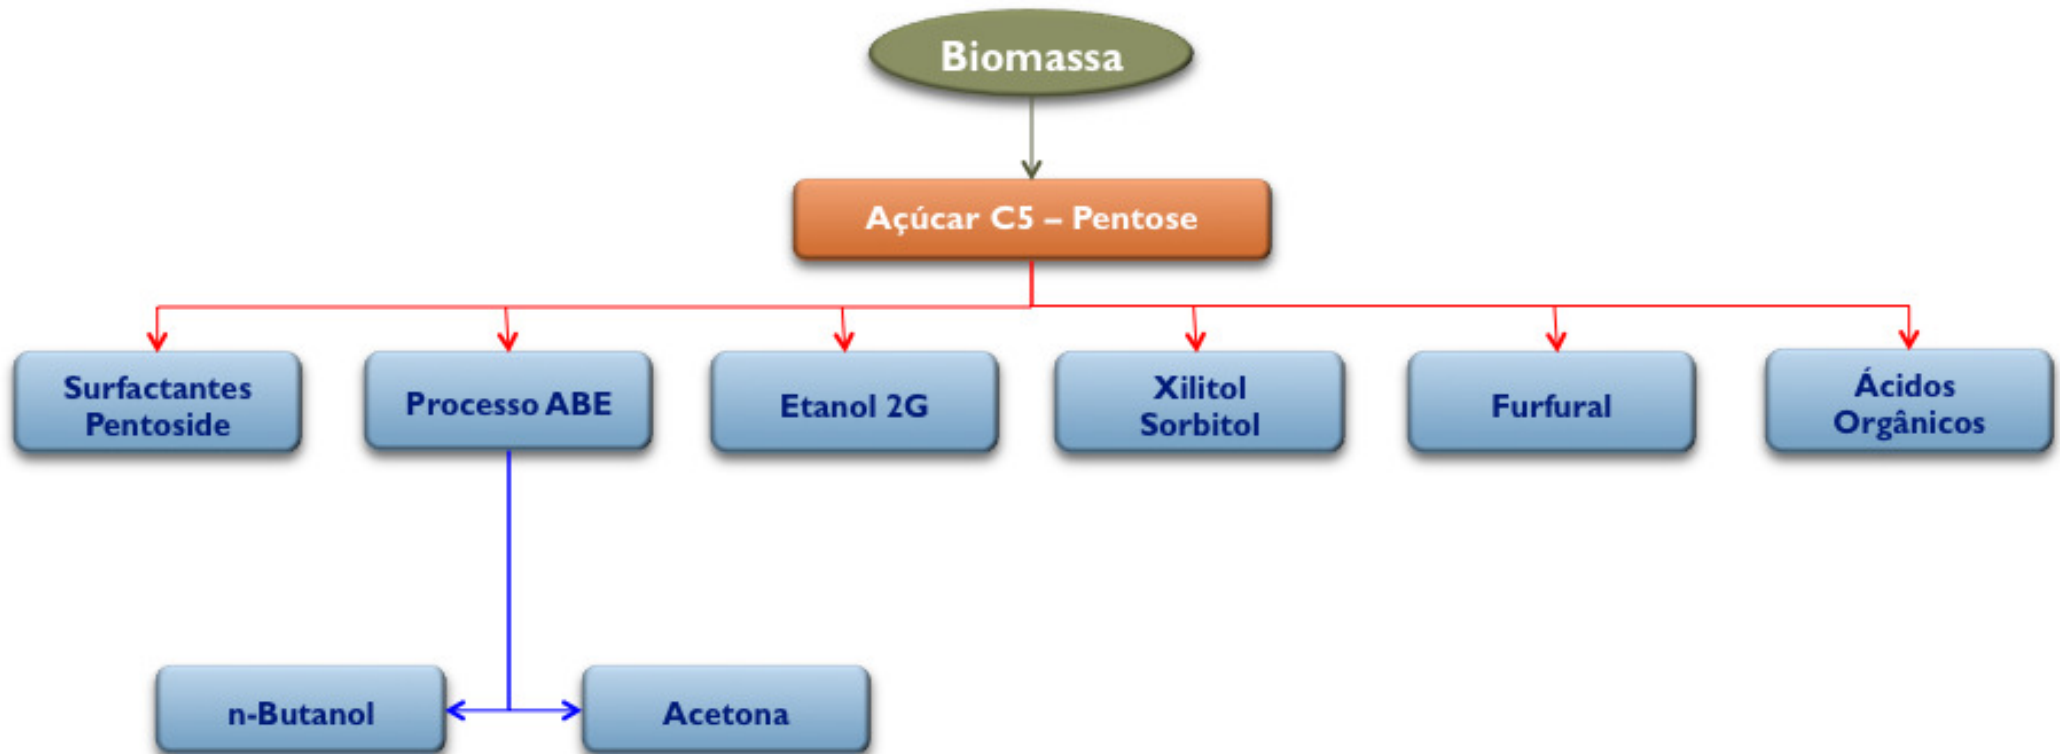 Biomassa
Açúcar C5 – Pentose
Surfactantes
Pentoside
Processo ABE
Etanol 2G
Xilitol
Sorbitol
Furfural
Ácidos
Orgânicos
n-Butanol
Acetona